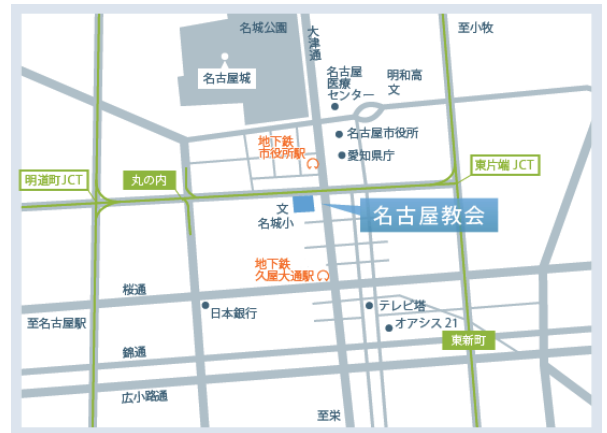 名城公園
大津通
至小牧
名古屋城
名古屋
医療
センター
明和高
文
名古屋市役所
愛知県庁
地下鉄
市役所駅
明道町JCT
丸の内
東片端 JCT
文
名城小
名古屋教会
地下鉄
久屋大通駅
桜通
日本銀行
テレビ塔
オアシス 21
至名古屋駅
東新町
錦通
広小路通
至栄